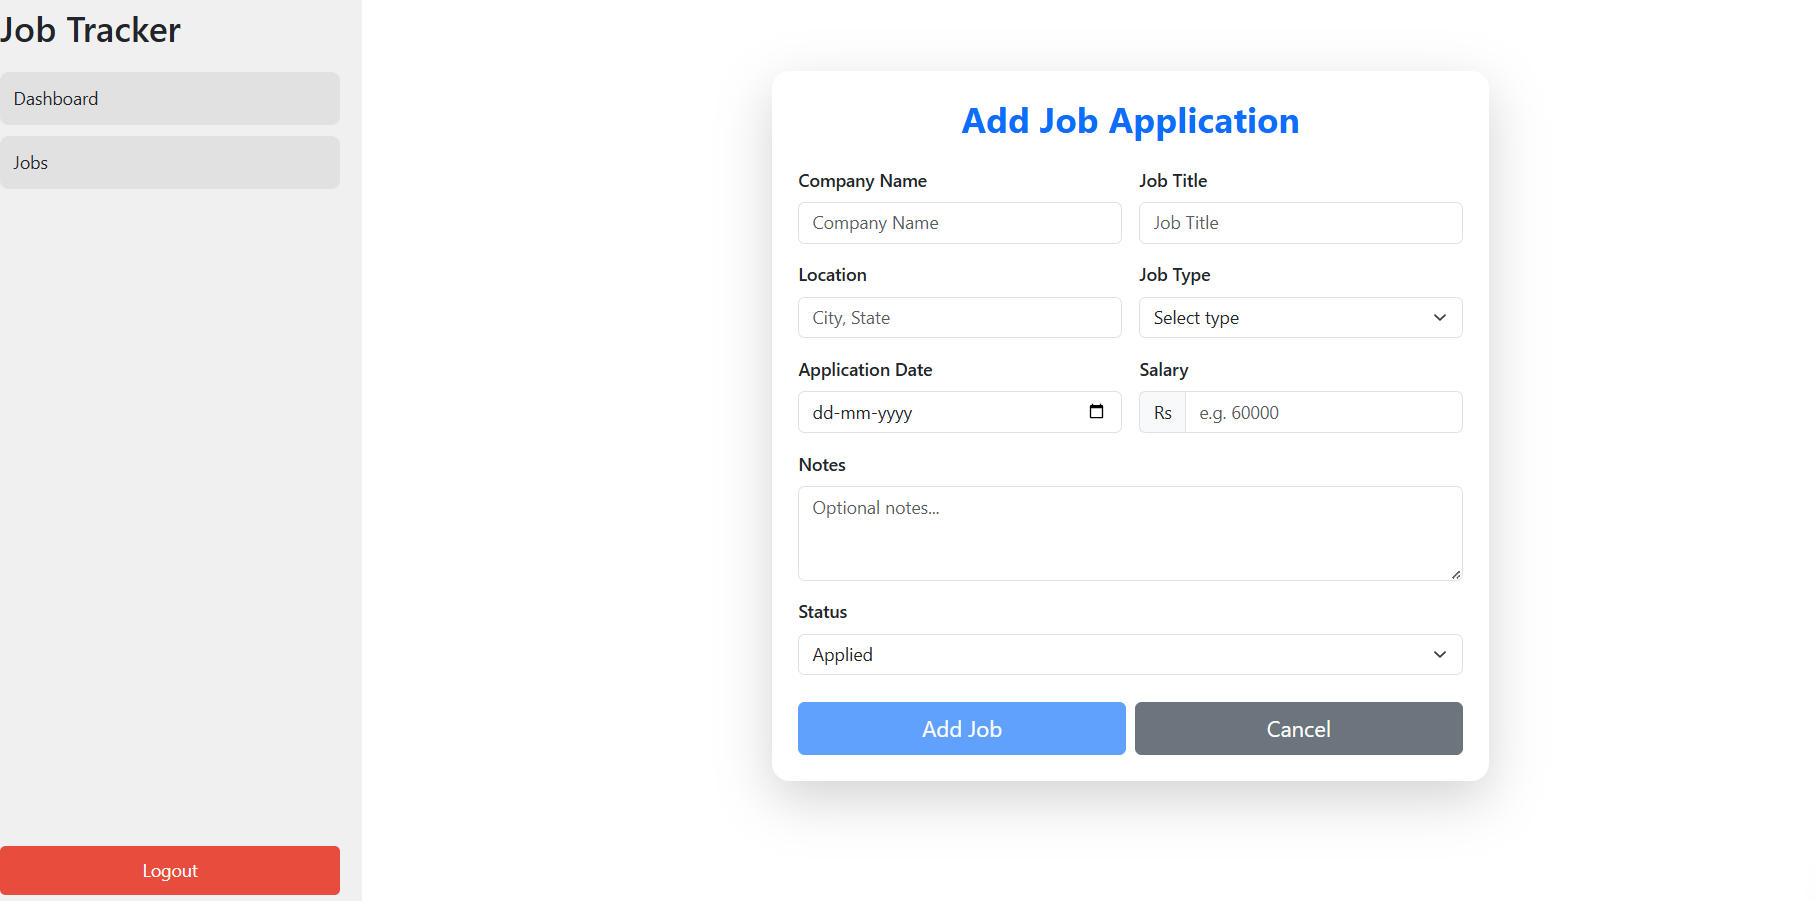 Job Tracker
Dashboard
Jobs
Logout
Add Job Application
Company Name
Job Title
Company Name
Job Title
Location
Job Type
City, State
Select type
Application Date
Salary
dd-mm-yyyy
Rs
e.g. 60000
Notes
Optional notes...
Status
Applied
Add Job
Cancel